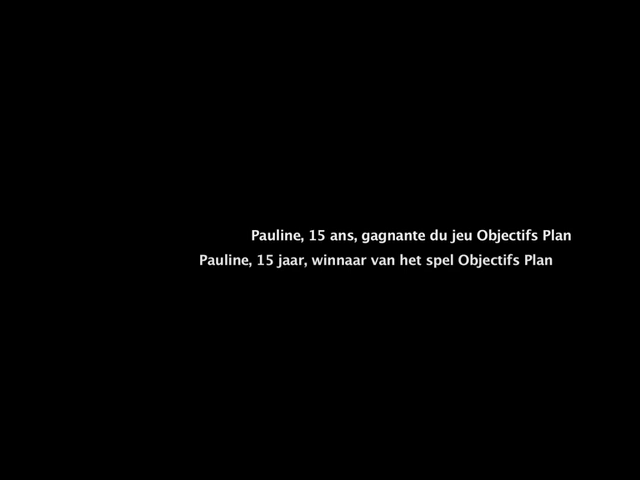 Pauline, 15 ans, gagnante du jeu Objectifs Plan
Pauline, 15 jaar, winnaar van het spel Objectifs Plan